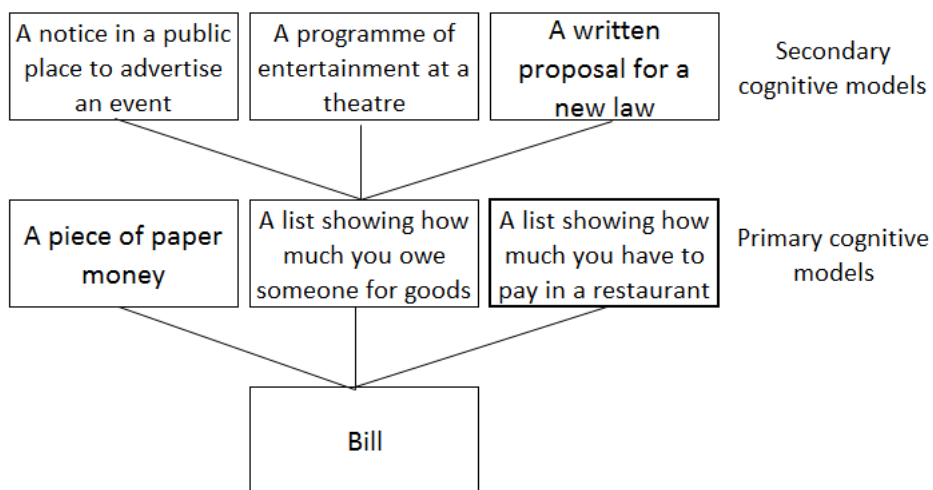 A notice in a public
place to advertise
an event
A programme of
entertainment at a
theatre
A written
proposal for a
new law
Secondary
cognitive models
A piece of paper
money
A list showing how
much you owe
someone for goods
A list showing how
much you have to
pay in a restaurant
Primary cognitive
models
Bill